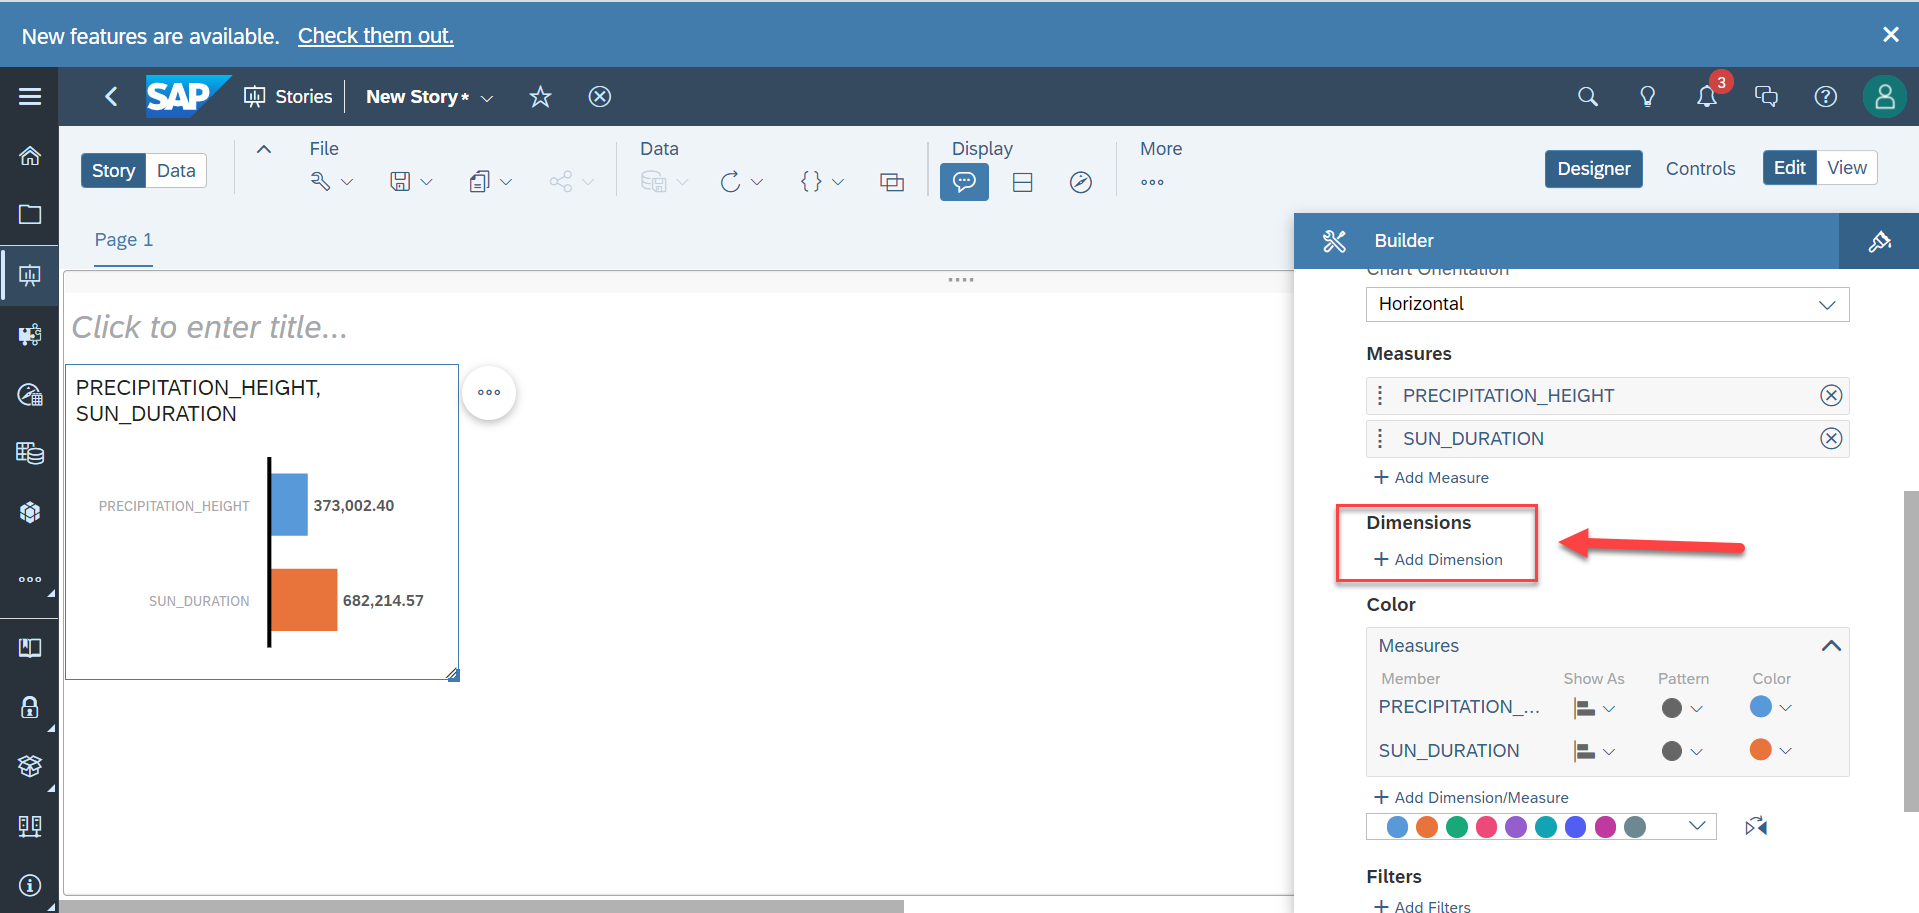 New features are available. Check them out.
SAP Stories New Story* 3
Story Data
File Data Display More
Designer Controls Edit View
Page 1
Builder
Chart Orientation
Horizontal
Click to enter title...
Measures
PRECIPITATION_HEIGHT,
SUN_DURATION
PRECIPITATION_HEIGHT 373,002.40
SUN_DURATION 682,214.57
PRECIPITATION_HEIGHT
SUN_DURATION
+ Add Measure
Dimensions
+ Add Dimension
Color
Measures
Member Show As Pattern Color
PRECIPITATION_...
SUN_DURATION
+ Add Dimension/Measure
Filters
+ Add Filters